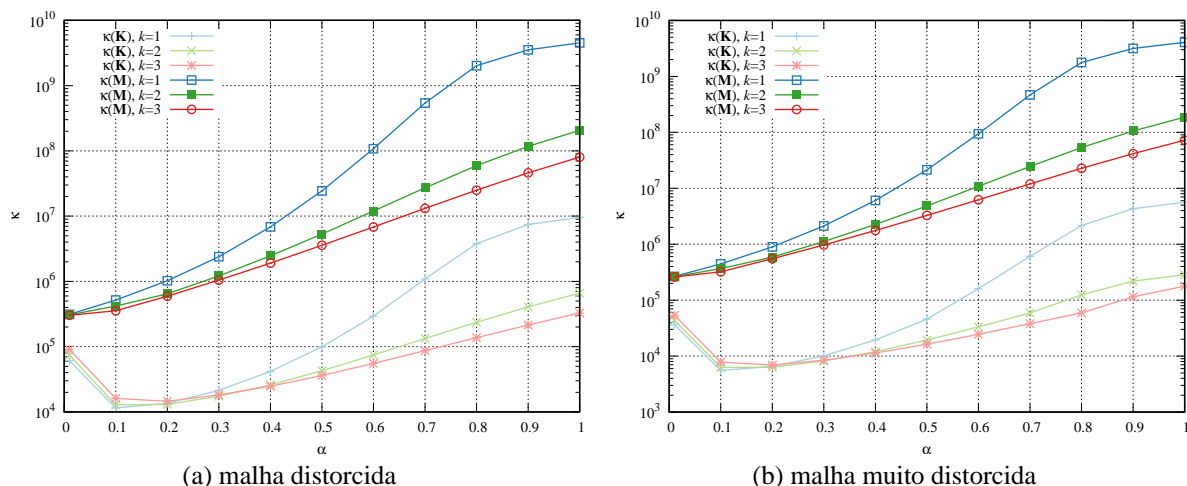 10^10
10^9
10^8
10^7
10^6
10^5
10^4
κ
κ(K), k=1
κ(K), k=2
κ(K), k=3
κ(M), k=1
κ(M), k=2
κ(M), k=3
0 0.1 0.2 0.3 0.4 0.5 0.6 0.7 0.8 0.9 1
α
(a) malha distorcida
10^10
10^9
10^8
10^7
10^6
10^5
10^4
10^3
κ
κ(K), k=1
κ(K), k=2
κ(K), k=3
κ(M), k=1
κ(M), k=2
κ(M), k=3
0 0.1 0.2 0.3 0.4 0.5 0.6 0.7 0.8 0.9 1
α
(b) malha muito distorcida